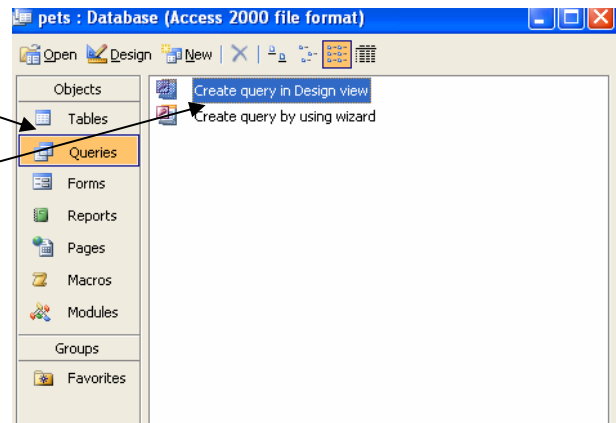 pets : Database (Access 2000 file format)
Open Design New
Objects
Tables
Queries
Forms
Reports
Pages
Macros
Modules
Groups
Favorites
Create query in Design view
Create query by using wizard